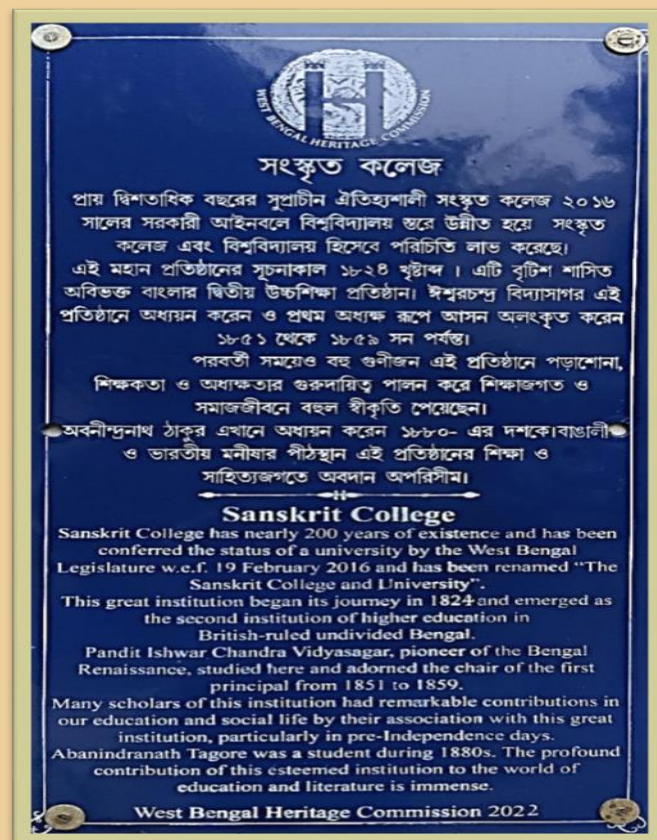 WEST BENGAL HERITAGE COMMISSION
সংস্কৃত কলেজ
প্রায় দ্বিশতাধিক বছরের সুপ্রাচীন ঐতিহ্যশালী সংস্কৃত কলেজ ২০১৬
সালের সরকারী আইনবলে বিশ্ববিদ্যালয় স্তরে উন্নীত হয়ে সংস্কৃত
কলেজ এবং বিশ্ববিদ্যালয় হিসেবে পরিচিতি লাভ করেছে।
এই মহান প্রতিষ্ঠানের সূচনাকাল ১৮২৪ খৃষ্টাব্দ । এটি বৃটিশ শাসিত
অবিভক্ত বাংলার দ্বিতীয় উচ্চশিক্ষা প্রতিষ্ঠান। ঈশ্বরচন্দ্র বিদ্যাসাগর এই
প্রতিষ্ঠানে অধ্যয়ন করেন ও প্রথম অধ্যক্ষ রূপে আসন অলংকৃত করেন
১৮৫১ থেকে ১৮৫৯ সন পর্যন্ত।
পরবর্তী সময়েও বহু গুণীজন এই প্রতিষ্ঠানে পড়াশোনা,
শিক্ষকতা ও অধ্যক্ষতার গুরুদায়িত্ব পালন করে শিক্ষাজগত ও
সমাজজীবনে বহুল স্বীকৃতি পেয়েছেন।
অবনীন্দ্রনাথ ঠাকুর এখানে অধ্যয়ন করেন ১৮৮০- এর দশকে।বাঙালী
ও ভারতীয় মনীষার পীঠস্থান এই প্রতিষ্ঠানের শিক্ষা ও
সাহিত্যজগতে অবদান অপরিসীম।
Sanskrit College
Sanskrit College has nearly 200 years of existence and has been
conferred the status of a university by the West Bengal
Legislature w.e.f. 19 February 2016 and has been renamed “The
Sanskrit College and University”.
This great institution began its journey in 1824 and emerged as
the second institution of higher education in
British-ruled undivided Bengal.
Pandit Ishwar Chandra Vidyasagar, pioneer of the Bengal
Renaissance, studied here and adorned the chair of the first
principal from 1851 to 1859.
Many scholars of this institution had remarkable contributions in
our education and social life by their association with this great
institution, particularly in pre-Independence days.
Abanindranath Tagore was a student during 1880s. The profound
contribution of this esteemed institution to the world of
education and literature is immense.
West Bengal Heritage Commission 2022